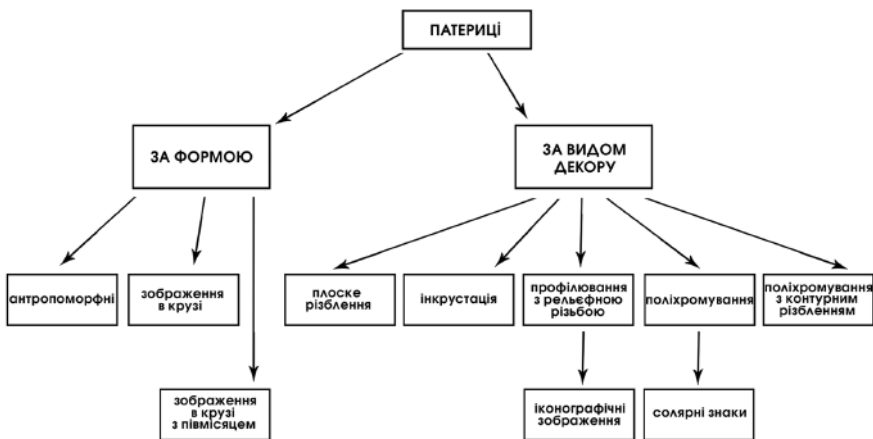 ПАТЕРИЦІ
ЗА ФОРМОЮ
ЗА ВИДОМ
ДЕКОРУ
антропоморфні
зображення
в крузі
плоске
різблення
інкрустація
профілювання
з рельєфною
різьбою
поліхромування
поліхромування
з контурним
різбленням
зображення
в крузі
з півмісяцем
іконографічні
зображення
солярні знаки